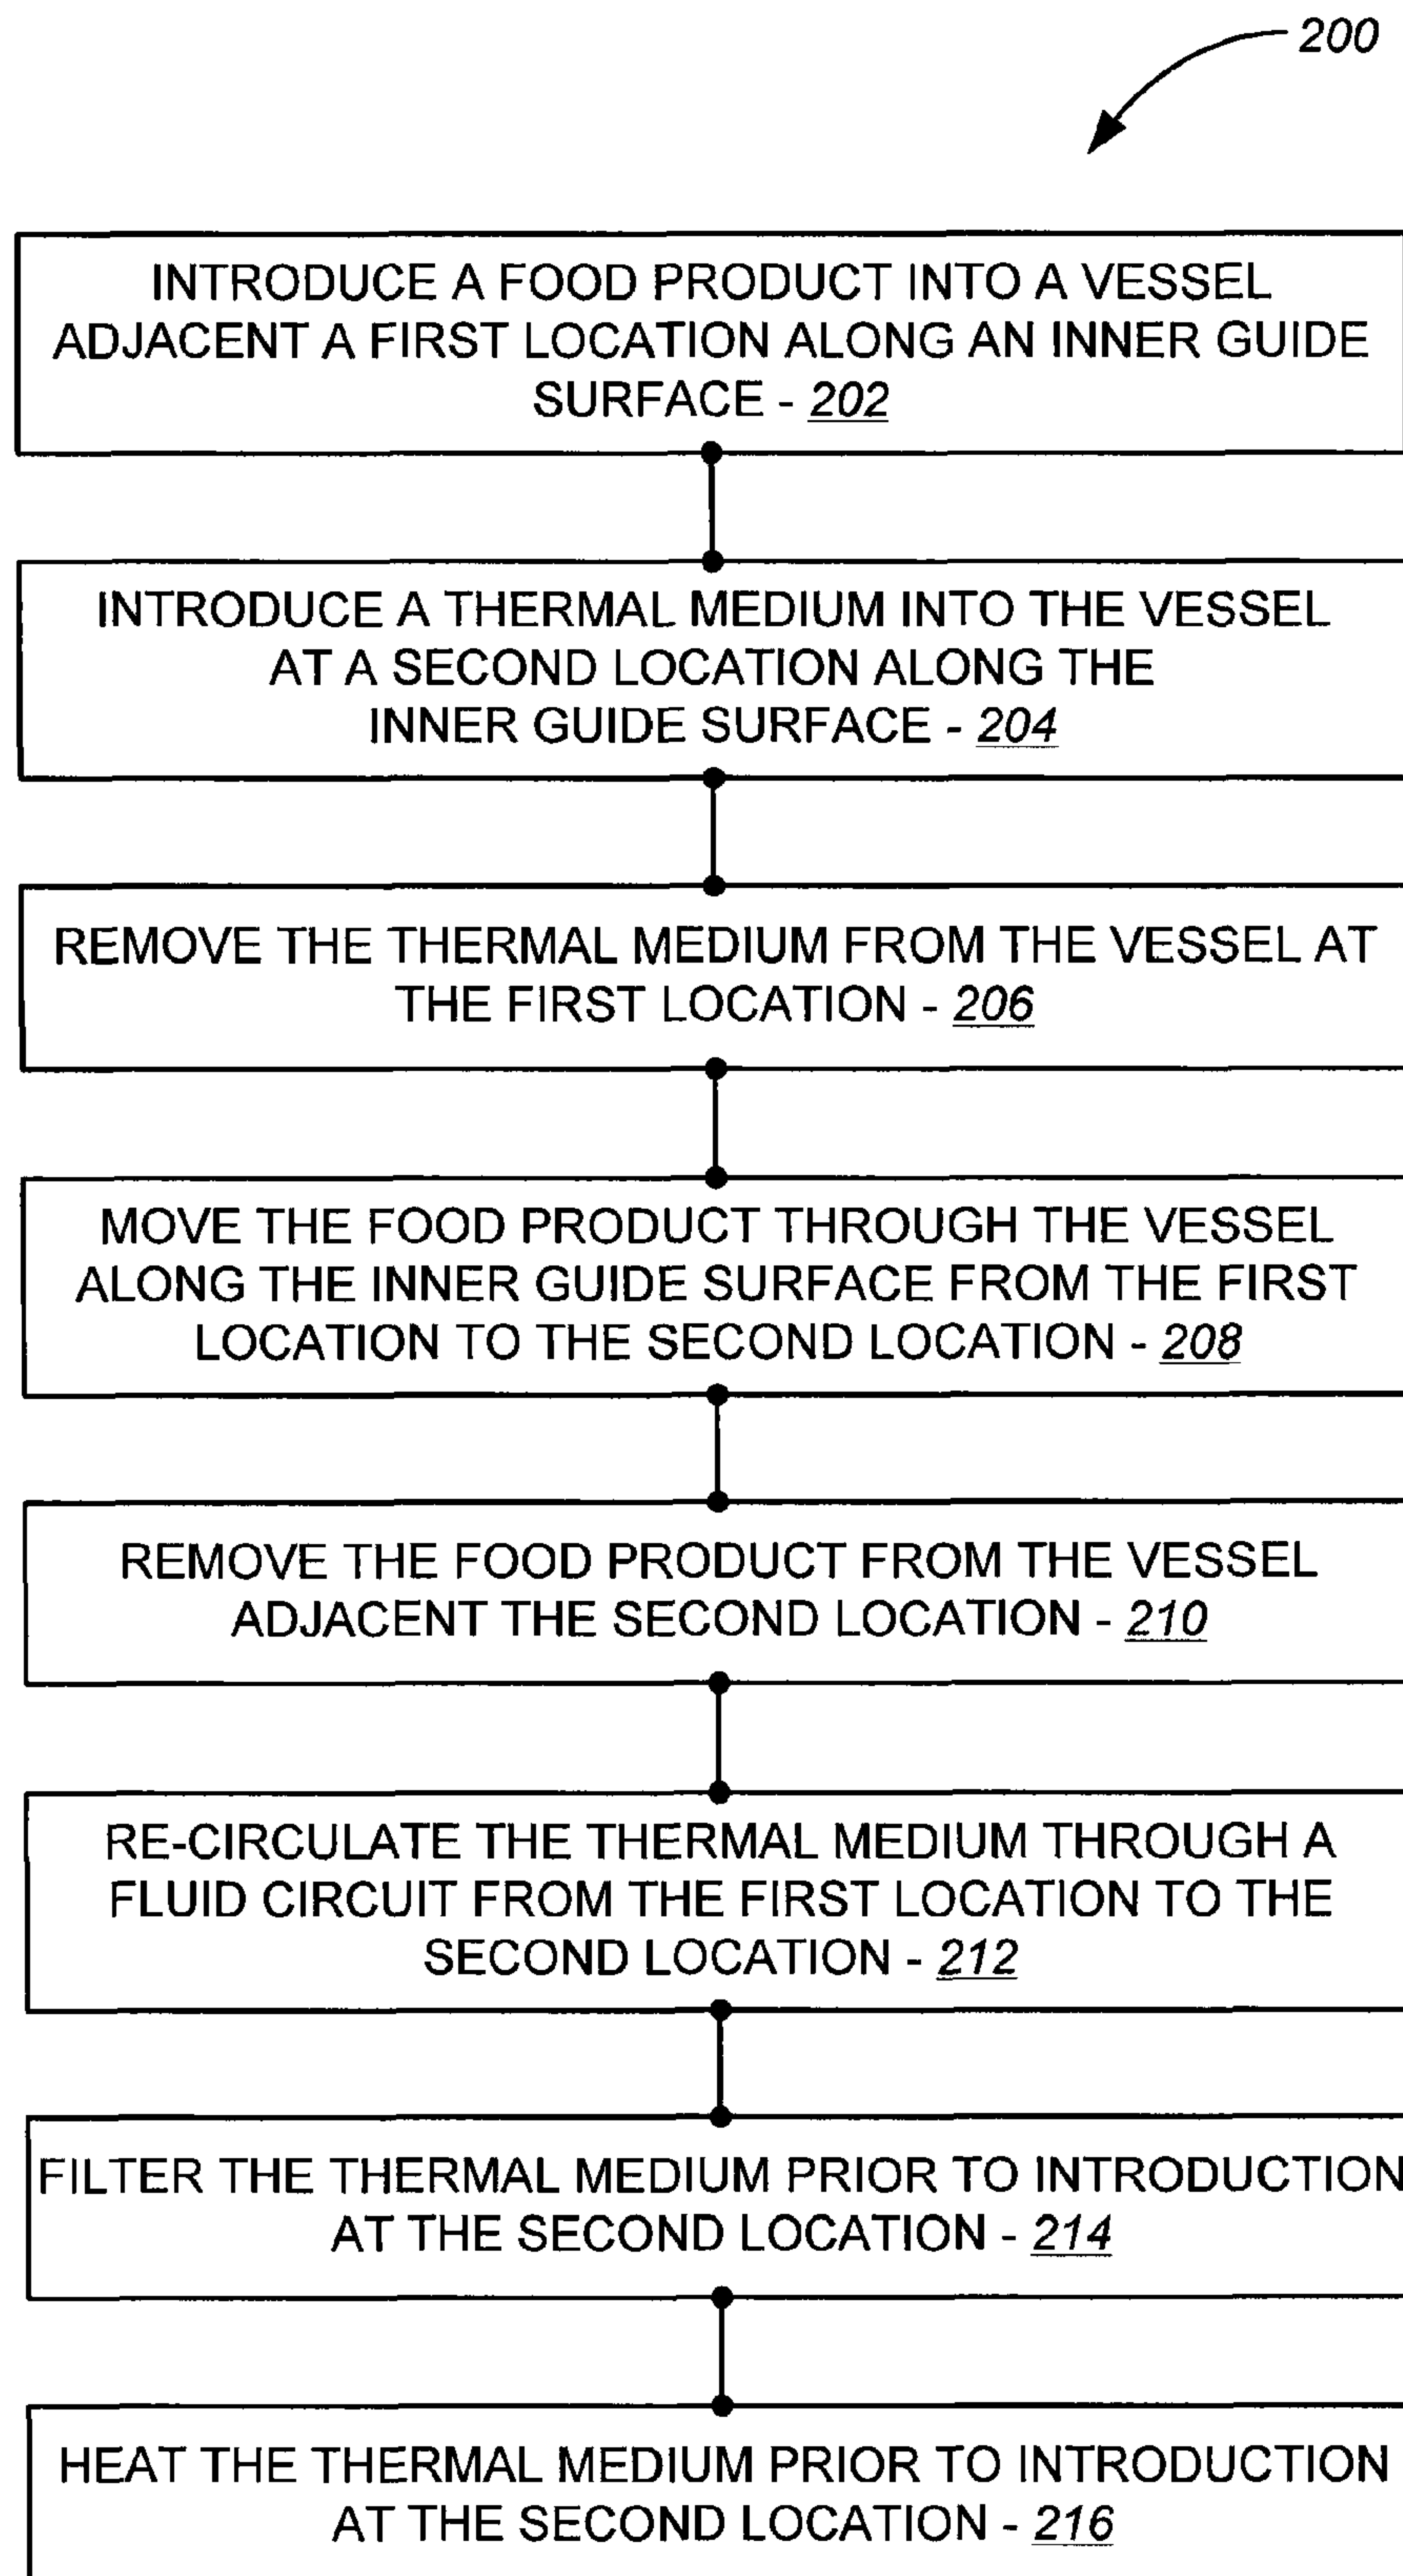 200
INTRODUCE A FOOD PRODUCT INTO A VESSEL
ADJACENT A FIRST LOCATION ALONG AN INNER GUIDE
SURFACE - 202
INTRODUCE A THERMAL MEDIUM INTO THE VESSEL
AT A SECOND LOCATION ALONG THE
INNER GUIDE SURFACE - 204
REMOVE THE THERMAL MEDIUM FROM THE VESSEL AT
THE FIRST LOCATION - 206
MOVE THE FOOD PRODUCT THROUGH THE VESSEL
ALONG THE INNER GUIDE SURFACE FROM THE FIRST
LOCATION TO THE SECOND LOCATION - 208
REMOVE THE FOOD PRODUCT FROM THE VESSEL
ADJACENT THE SECOND LOCATION - 210
RE-CIRCULATE THE THERMAL MEDIUM THROUGH A
FLUID CIRCUIT FROM THE FIRST LOCATION TO THE
SECOND LOCATION - 212
FILTER THE THERMAL MEDIUM PRIOR TO INTRODUCTION
AT THE SECOND LOCATION - 214
HEAT THE THERMAL MEDIUM PRIOR TO INTRODUCTION
AT THE SECOND LOCATION - 216